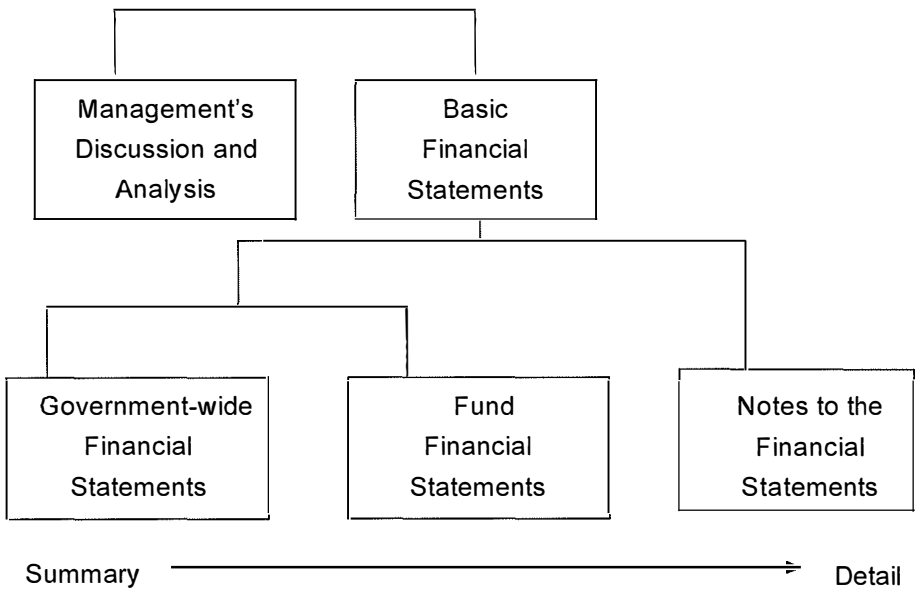 Management's
Discussion and
Analysis
Basic
Financial
Statements
Government-wide
Financial
Statements
Fund
Financial
Statements
Notes to the
Financial
Statements
Summary
Detail